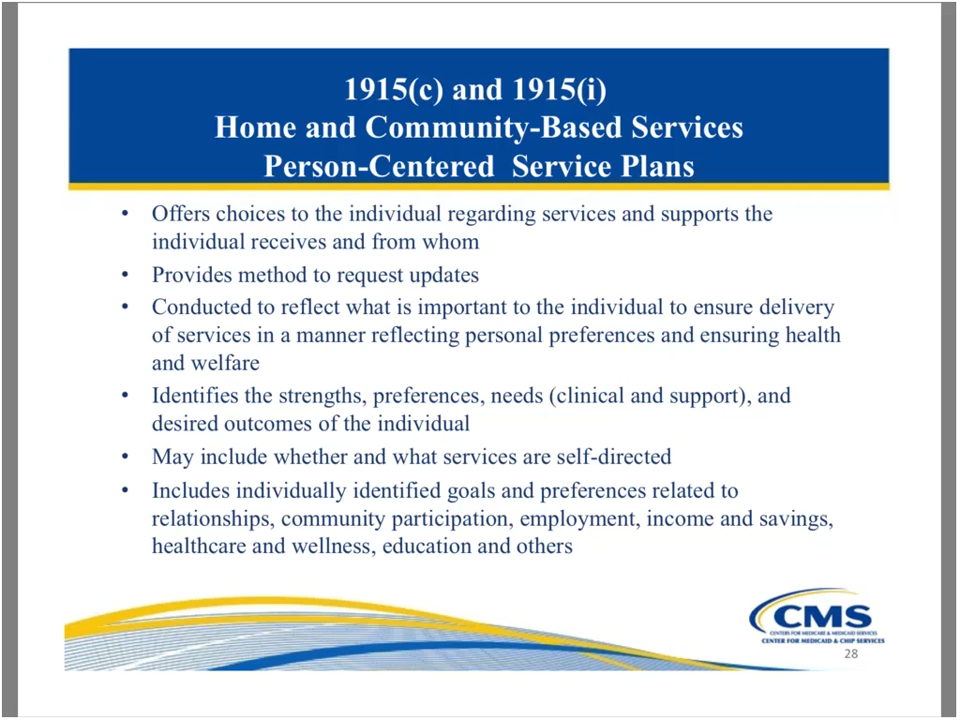 1915(c) and 1915(i)
Home and Community-Based Services
Person-Centered Service Plans
• Offers choices to the individual regarding services and supports the
individual receives and from whom
• Provides method to request updates
• Conducted to reflect what is important to the individual to ensure delivery
of services in a manner reflecting personal preferences and ensuring health
and welfare
• Identifies the strengths, preferences, needs (clinical and support), and
desired outcomes of the individual
• May include whether and what services are self-directed
• Includes individually identified goals and preferences related to
relationships, community participation, employment, income and savings,
healthcare and wellness, education and others
CMS
CENTERS FOR MEDICARE & MEDICAID SERVICES
CENTER FOR MEDICAID & CHIP SERVICES
28